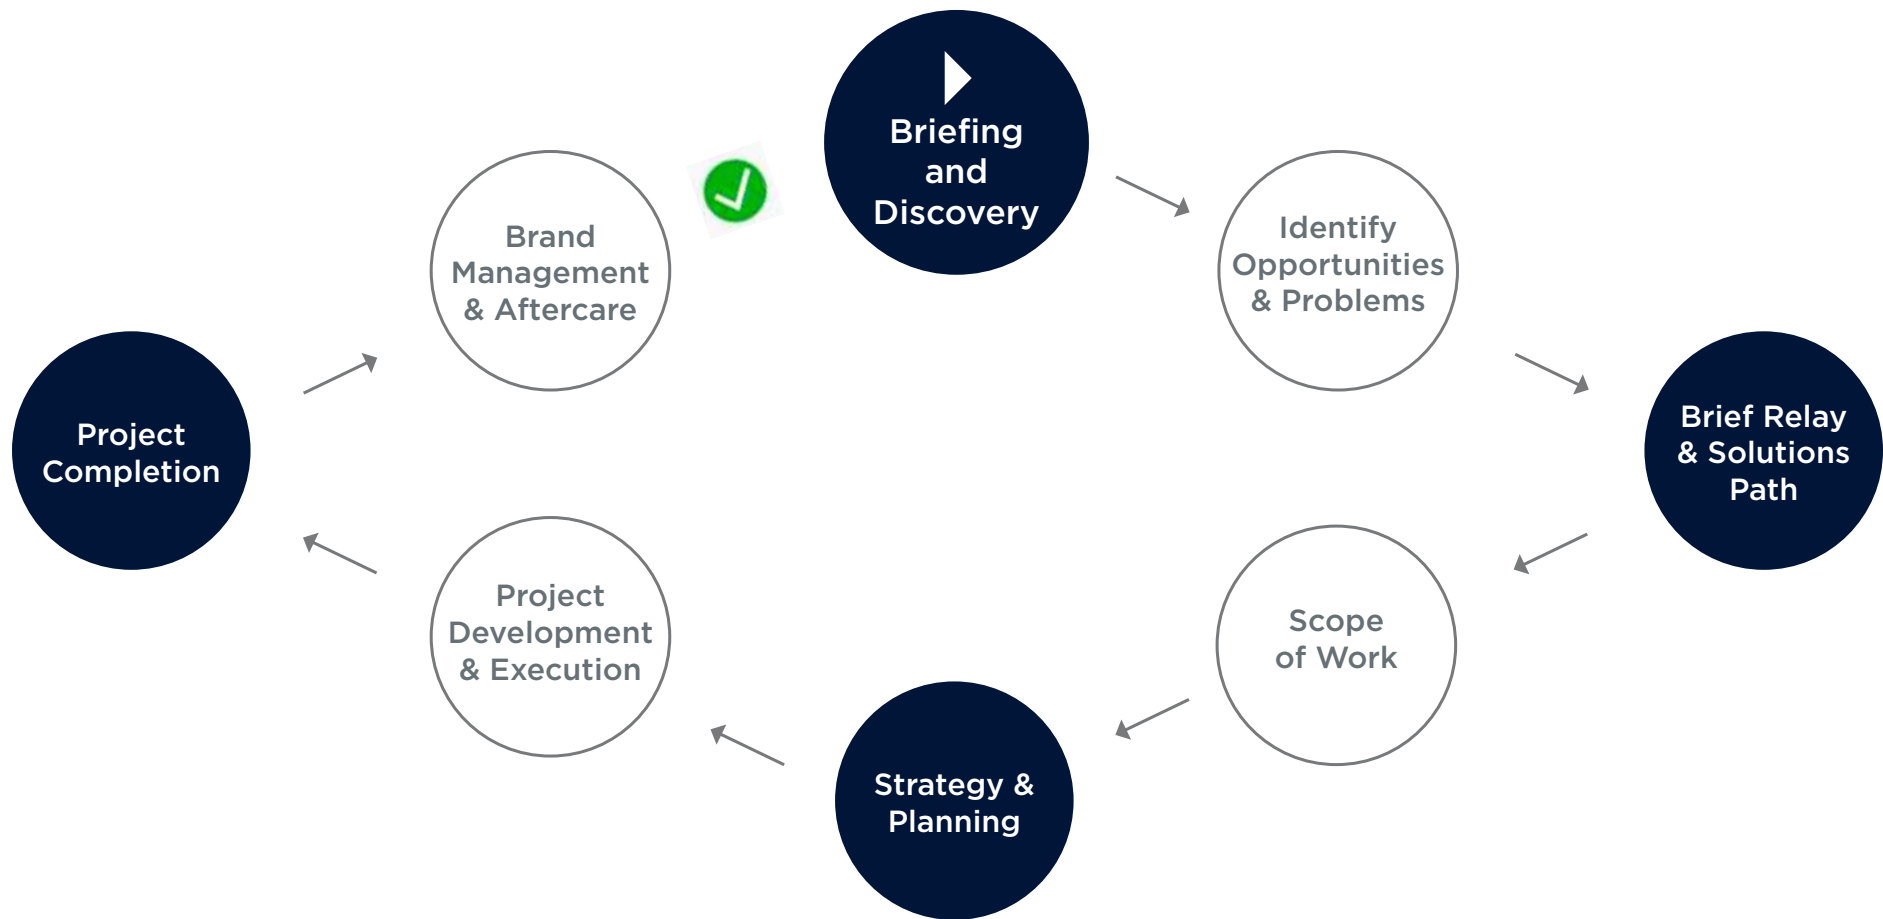 Briefing
and
Discovery
Identify
Opportunities
& Problems
Brief Relay
& Solutions
Path
Scope
of Work
Strategy &
Planning
Project
Development
& Execution
Project
Completion
Brand
Management
& Aftercare